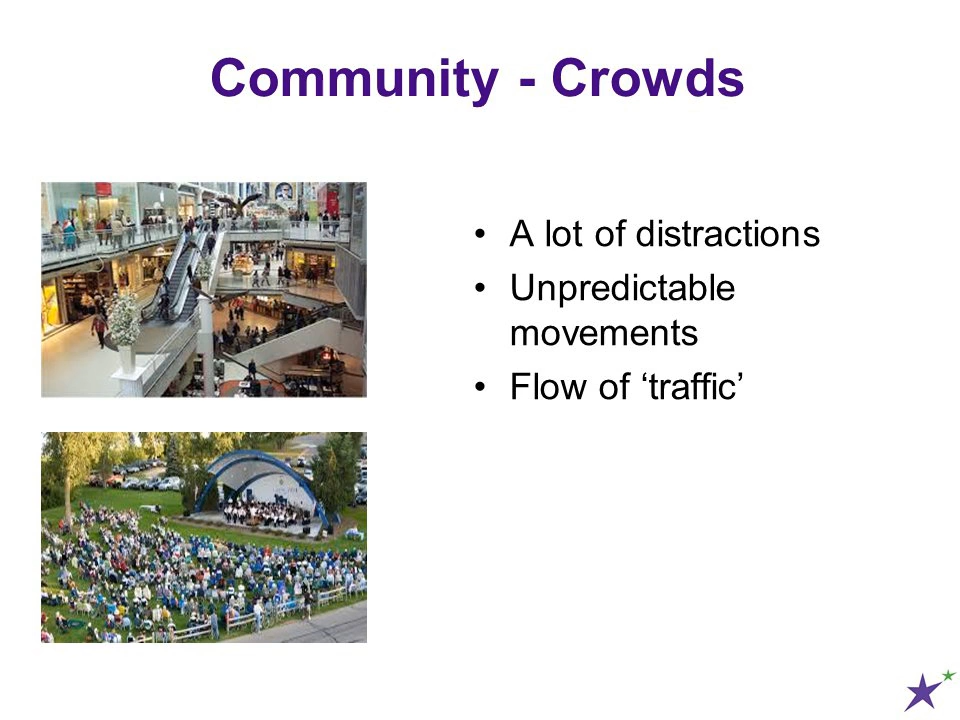 Community - Crowds
• A lot of distractions
• Unpredictable
movements
• Flow of ‘traffic’